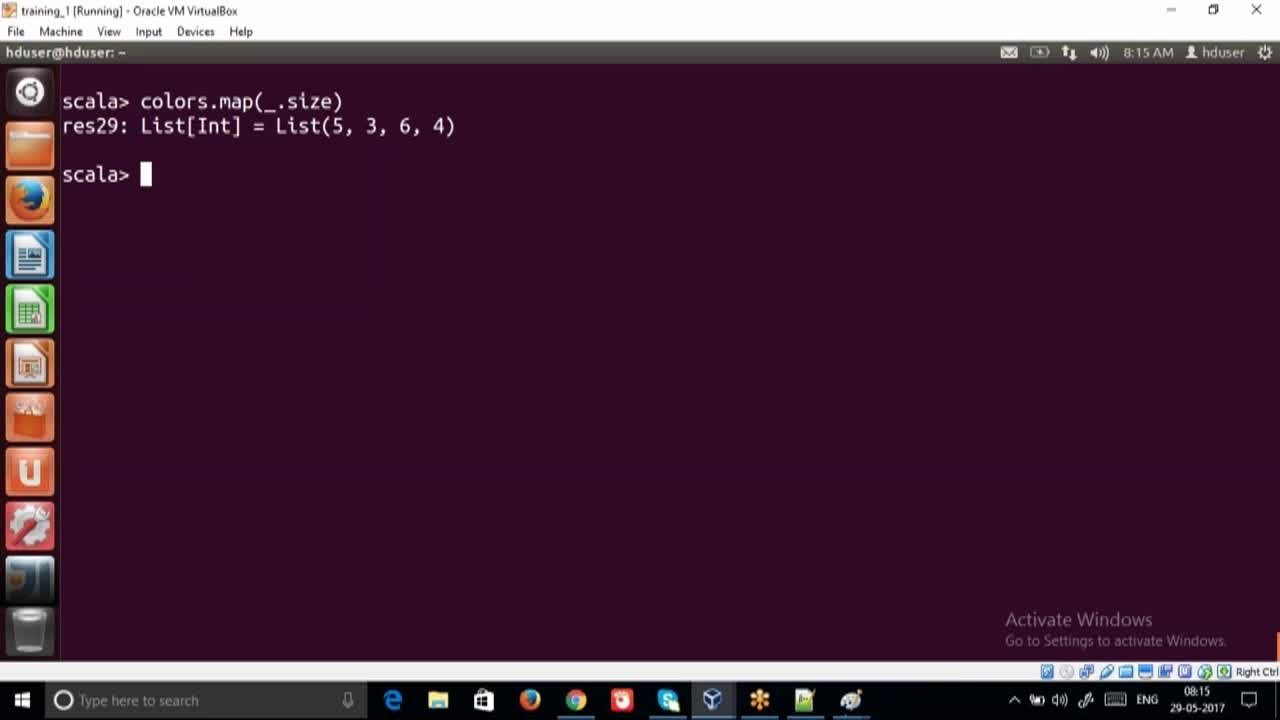 training_1 [Running] - Oracle VM VirtualBox
File Machine View Input Devices Help
hduser@hduser: ~
8:15 AM hduser
scala> colors.map(_.size)
res29: List[Int] = List(5, 3, 6, 4)
scala>
Activate Windows
Go to Settings to activate Windows.
Right Ctrl
Type here to search
ENG
08:15
29-05-2017